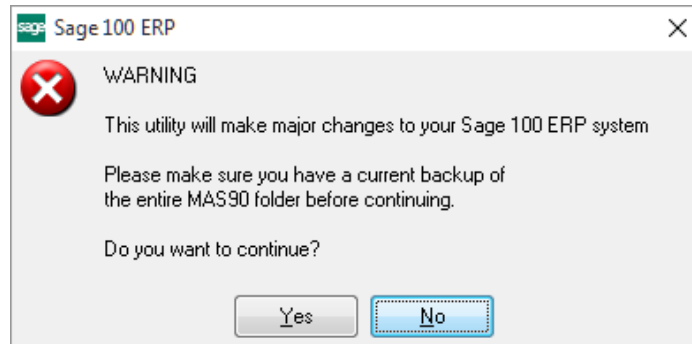 sage Sage 100 ERP
WARNING
This utility will make major changes to your Sage 100 ERP system
Please make sure you have a current backup of
the entire MAS90 folder before continuing.
Do you want to continue?
Yes No